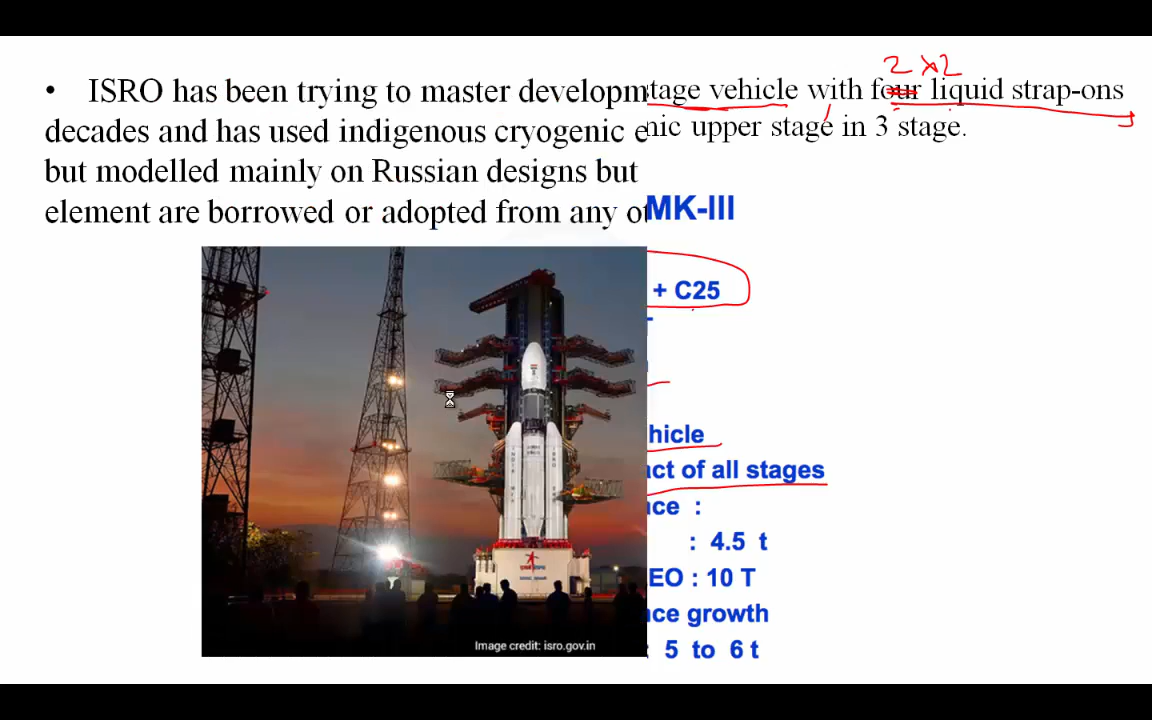 2 x 2
• ISRO has been trying to master developm
tage vehicle with four liquid strap-ons
decades and has used indigenous cryogenic e
nic upper stage in 3 stage.
but modelled mainly on Russian designs but
element are borrowed or adopted from any ot
MK-III
+ C25
hicle
act of all stages
nce :
: 4.5 t
EO : 10 T
nce growth
: 5 to 6 t
Image credit: isro.gov.in